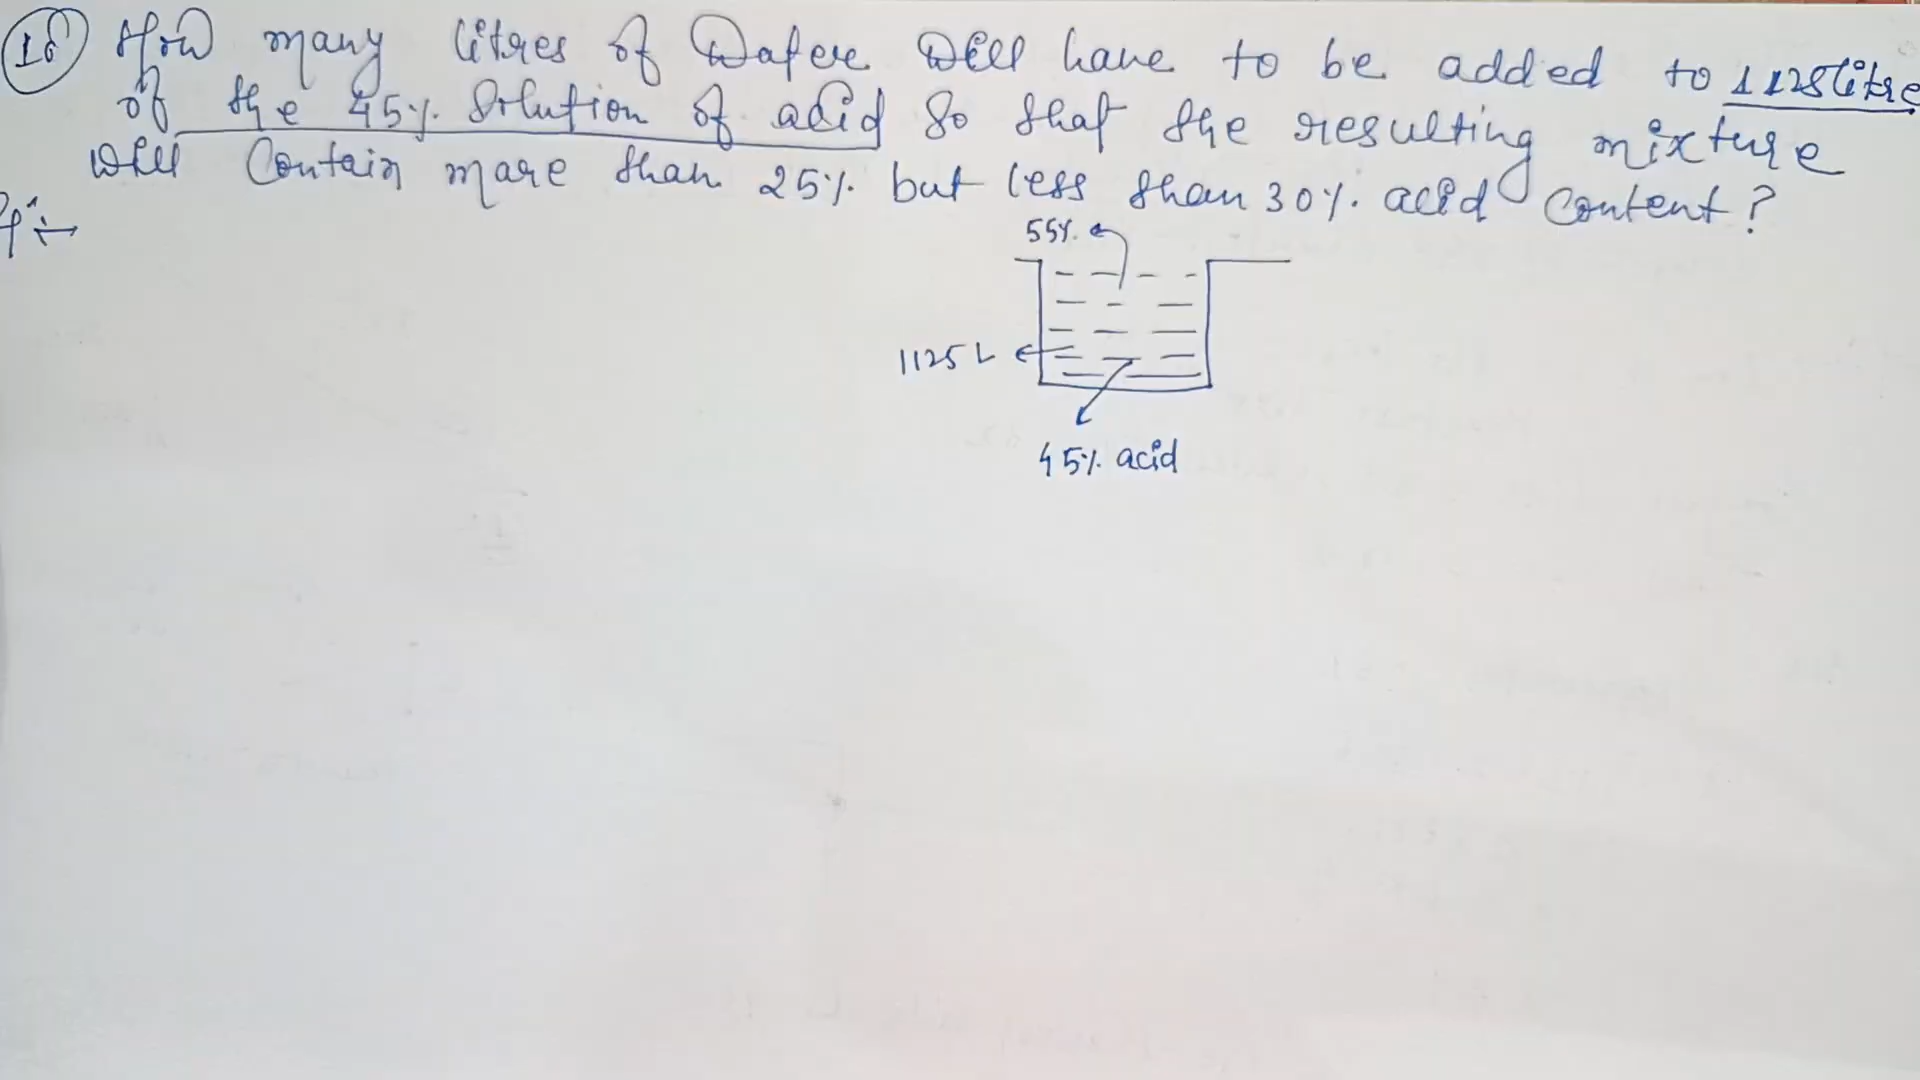 18 How many litres of Water Will have to be added to 1125 litre
of the 45% Solution of acid So that the resulting mixture
Will Contain more than 25% but less than 30% acid Content?
55%
1125 L
45% acid